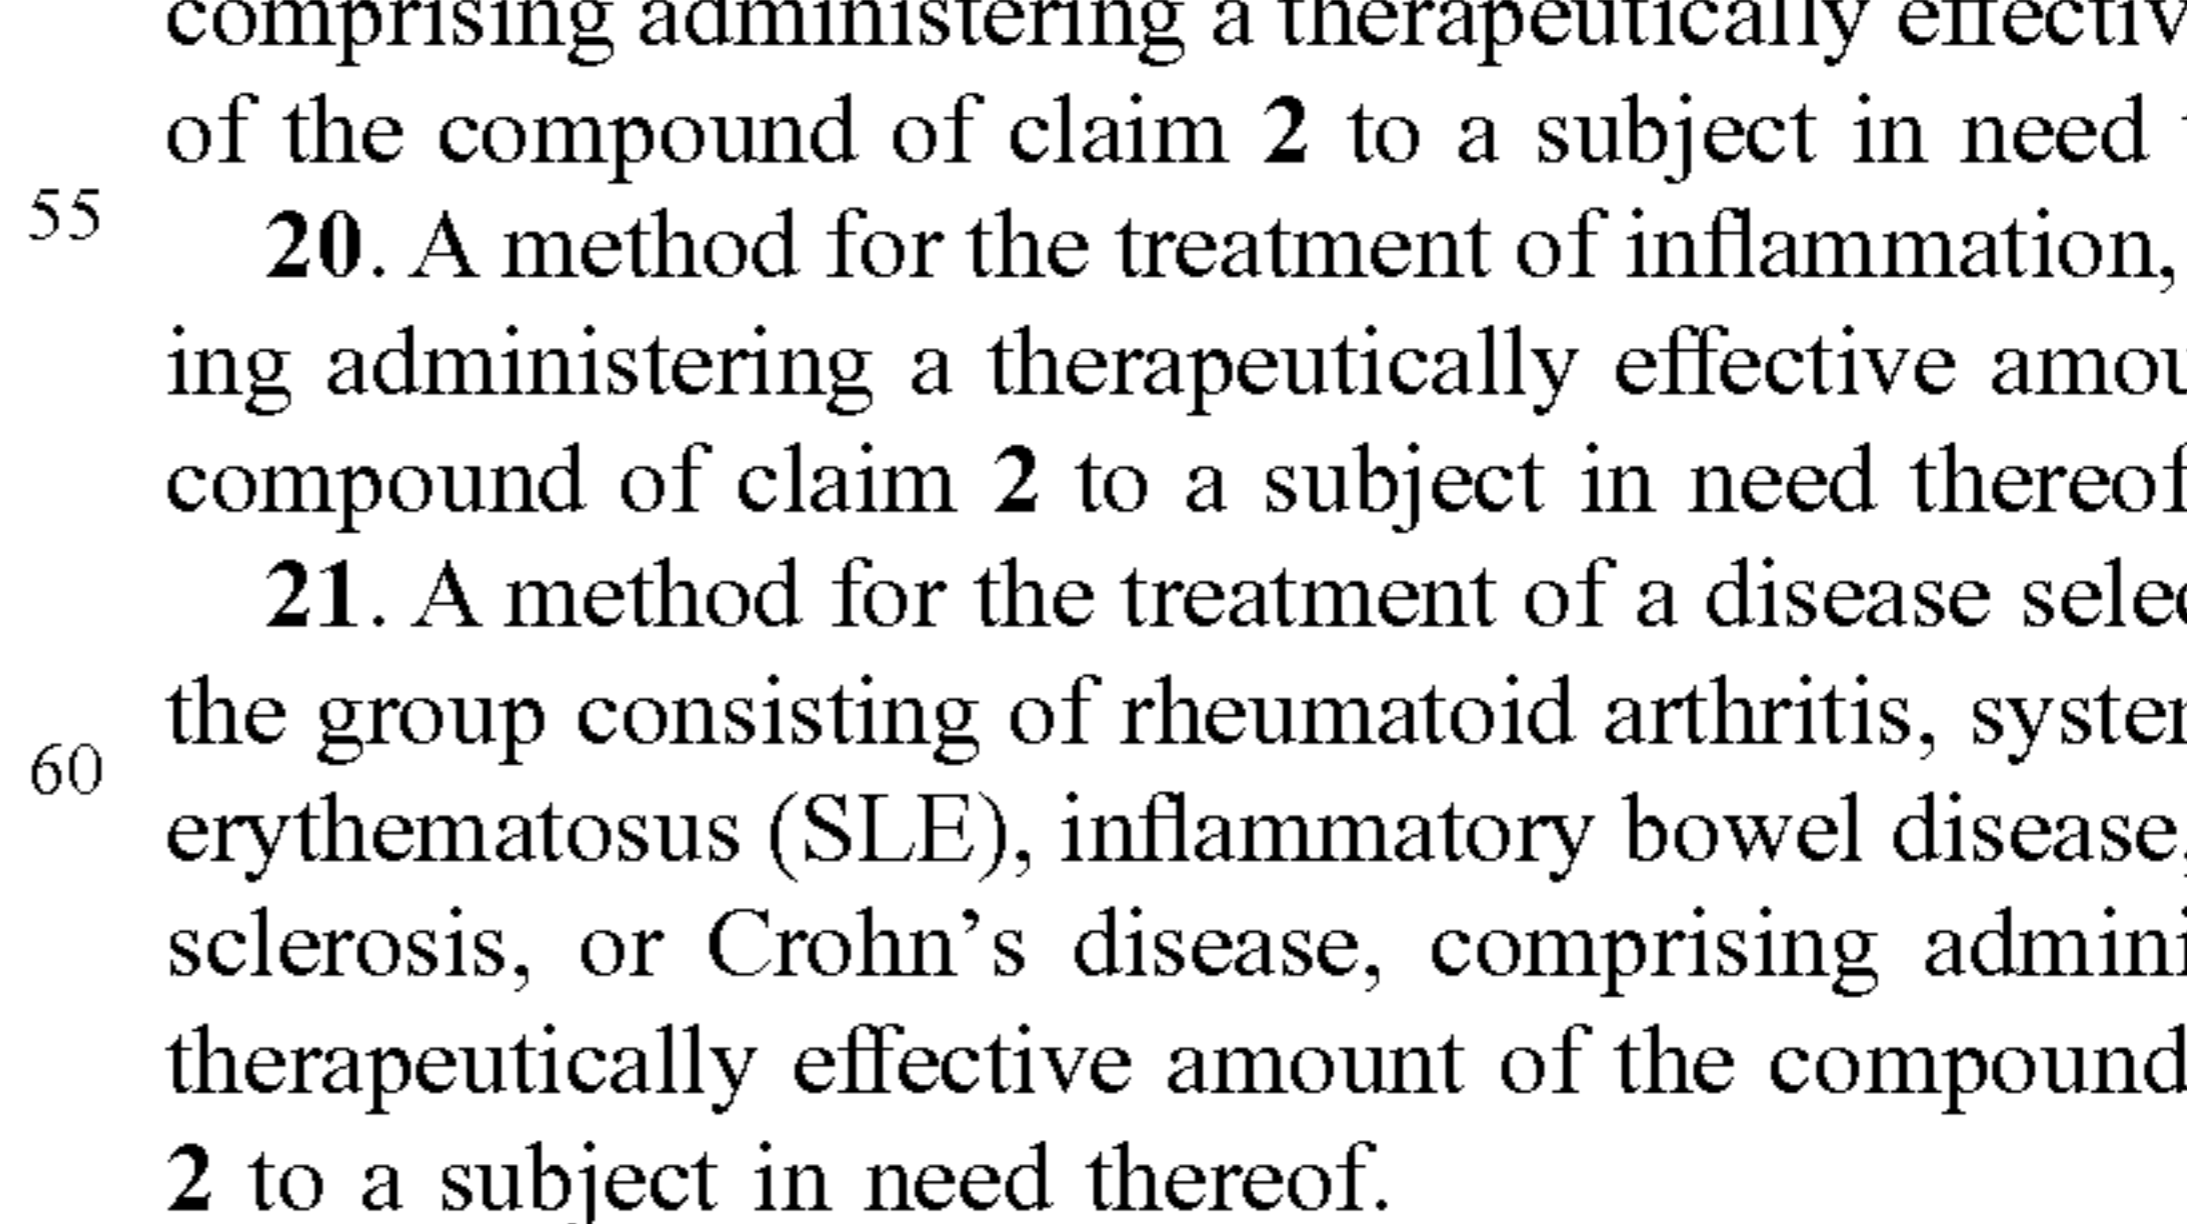 comprising administering a therapeutically effectiv
of the compound of claim 2 to a subject in need
55
20. A method for the treatment of inflammation,
ing administering a therapeutically effective amou
compound of claim 2 to a subject in need thereof
21. A method for the treatment of a disease selec
the group consisting of rheumatoid arthritis, system
60
erythematosus (SLE), inflammatory bowel disease,
sclerosis, or Crohn’s disease, comprising admini
therapeutically effective amount of the compound
2 to a subject in need thereof.